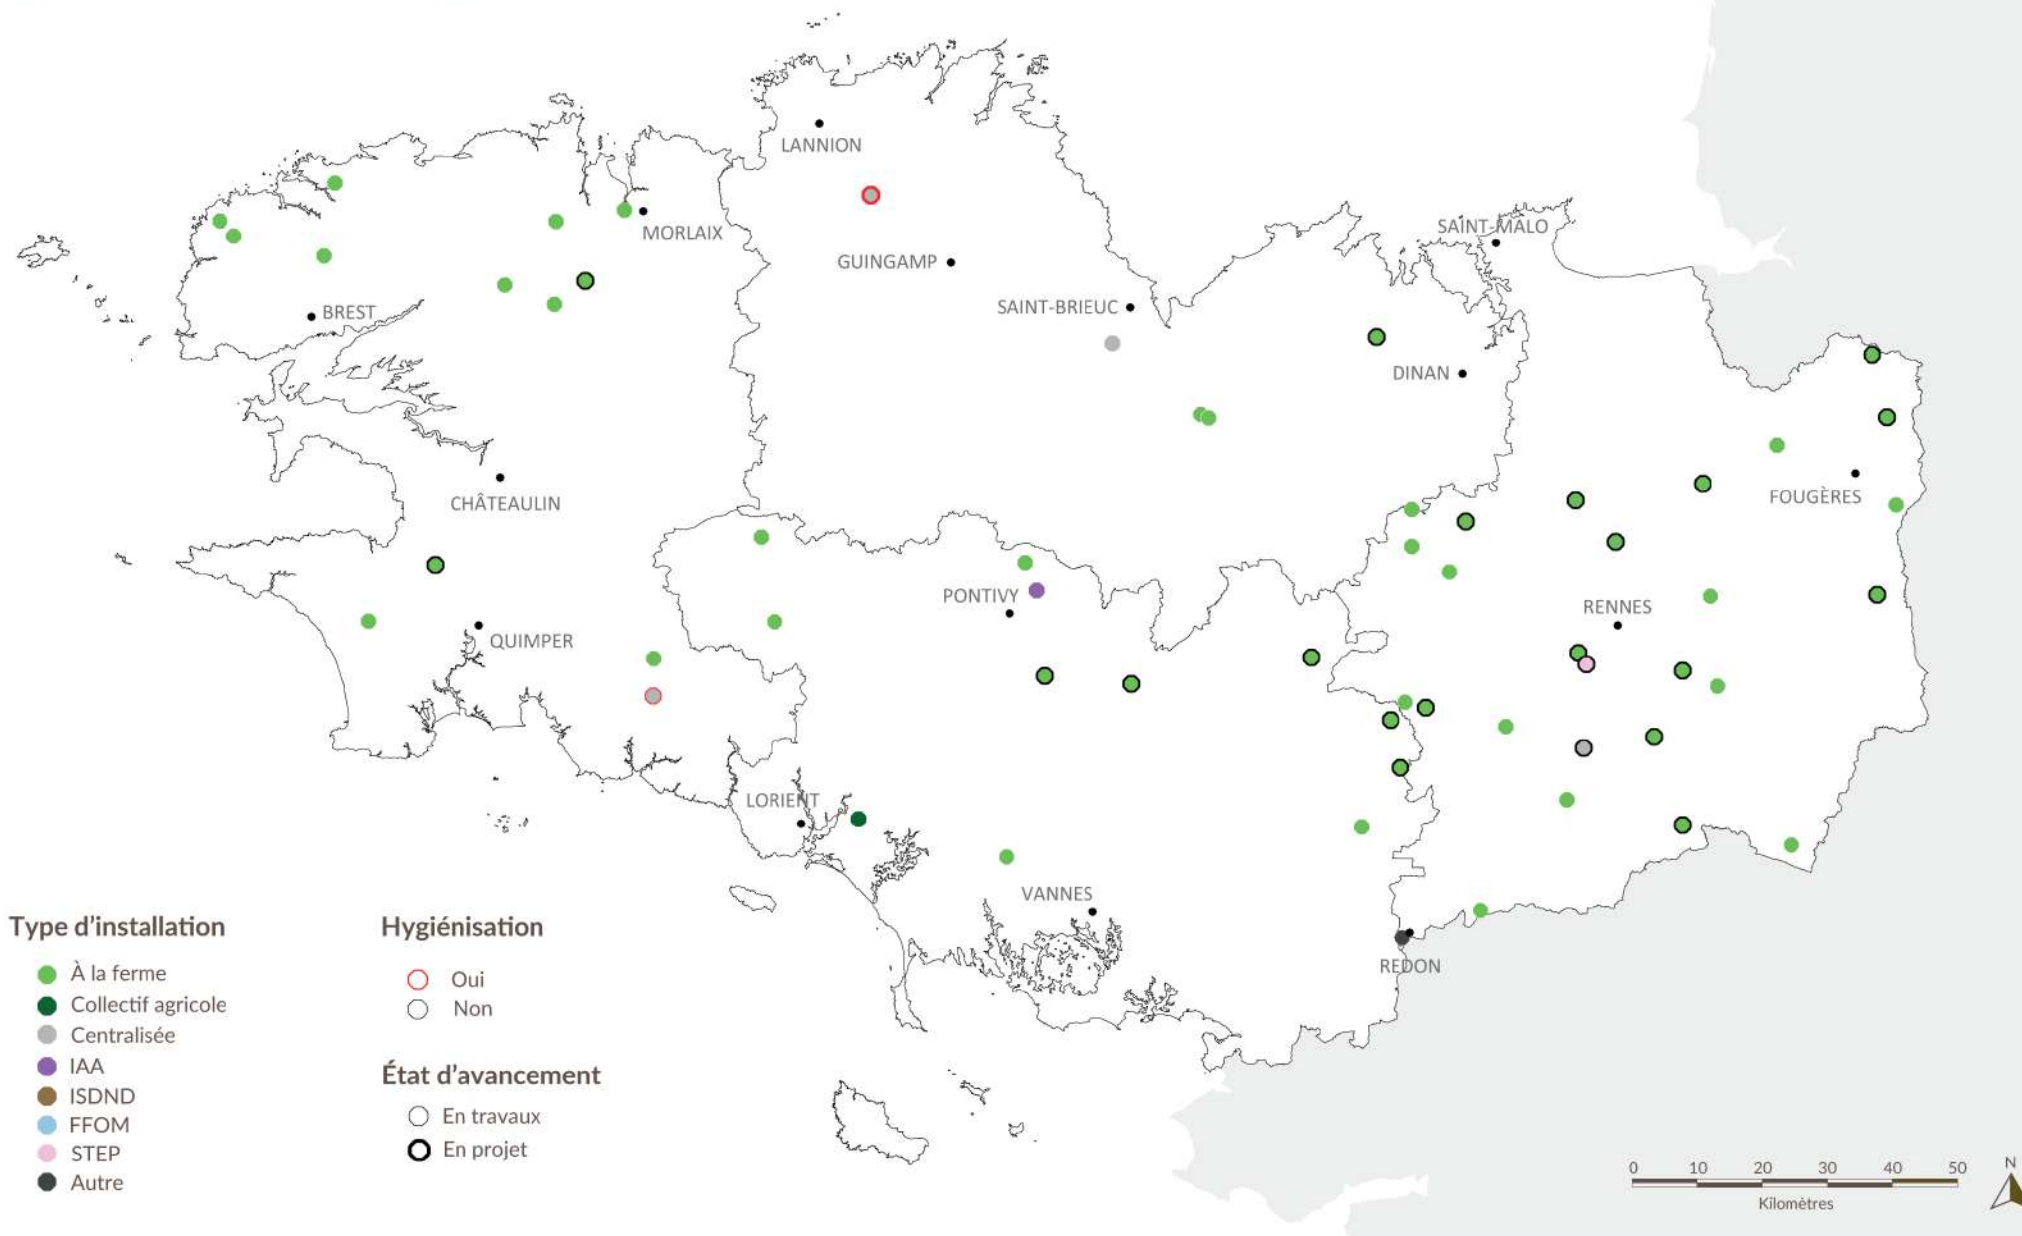 LANNION
SAINT-MALO
MORLAIX
GUINGAMP
SAINT-BRIEUC
BREST
DINAN
CHÂTEAULIN
FOUGÈRES
PONTIVY
RENNES
QUIMPER
LORIENT
VANNES
REDON
Type d'installation
À la ferme
Collectif agricole
Centralisée
IAA
ISDND
FFOM
STEP
Autre
Hygiénisation
Oui
Non
État d'avancement
En travaux
En projet
0 10 20 30 40 50
Kilomètres
N